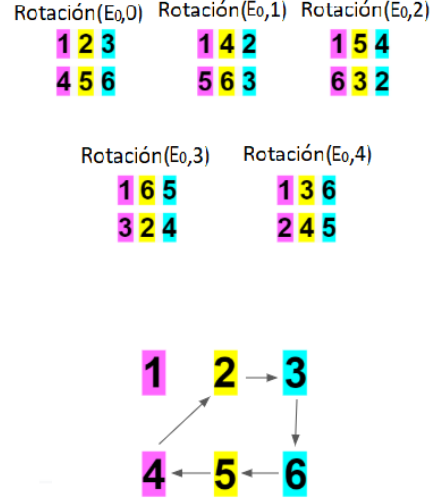 Rotación(E₀,0) Rotación(E₀,1) Rotación(E₀,2)
1 2 3 1 4 2 1 5 4
4 5 6 5 6 3 6 3 2
Rotación(E₀,3) Rotación(E₀,4)
1 6 5 1 3 6
3 2 4 2 4 5
1 2 3
4 5 6